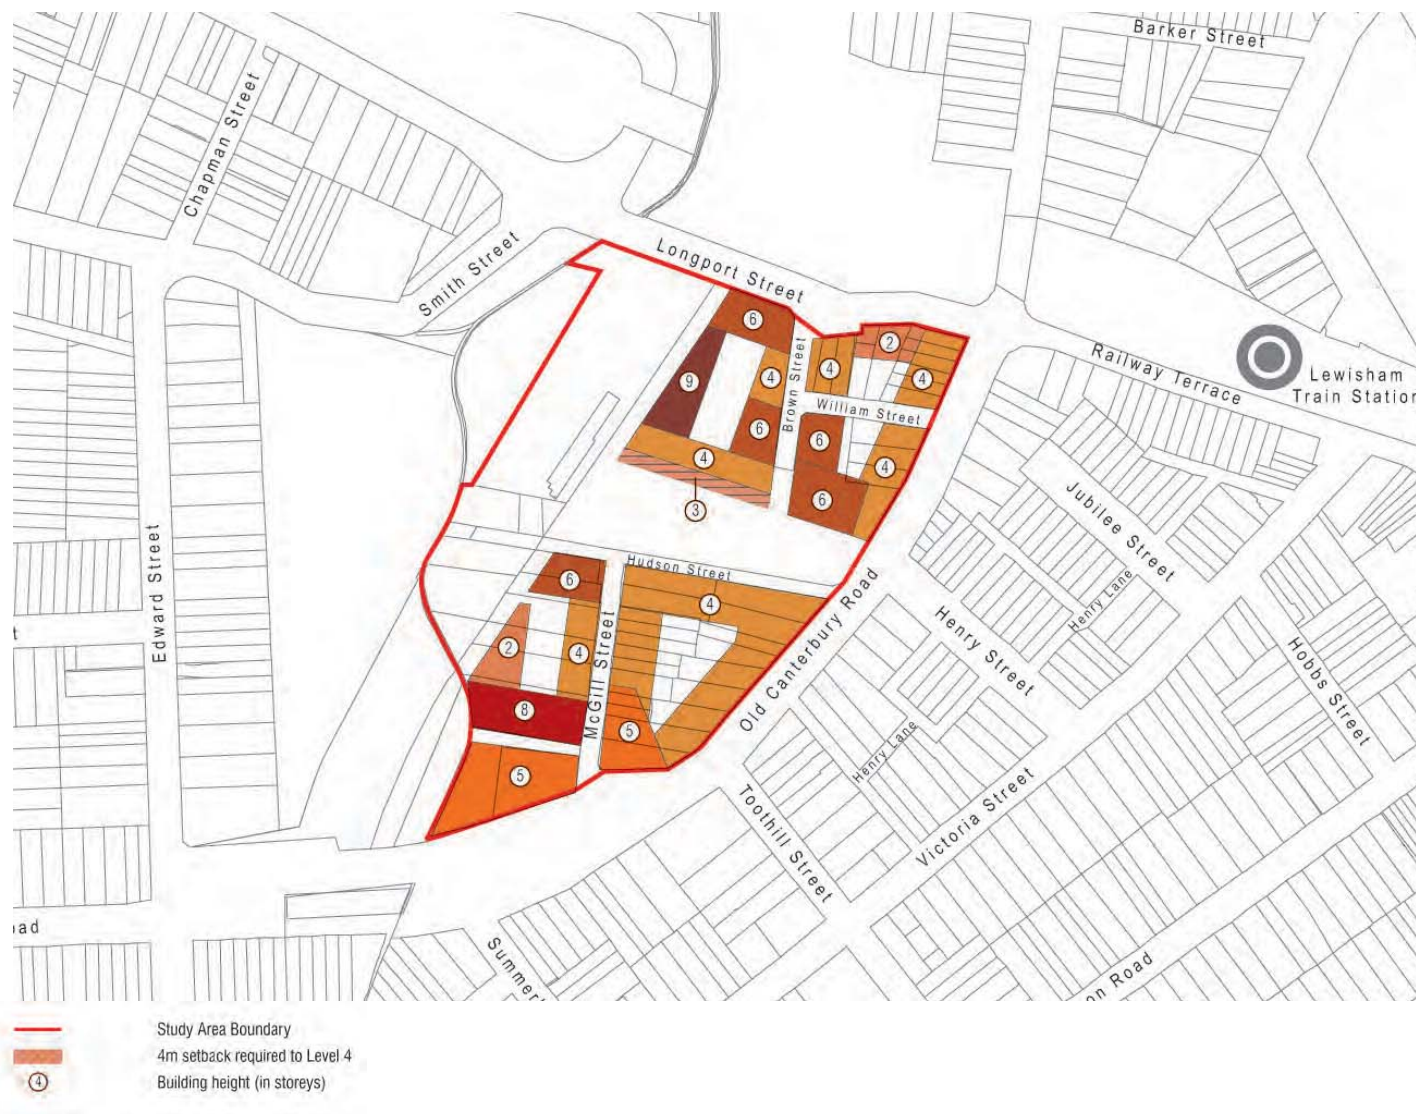 Barker Street
Chapman Street
Smith Street
Longport Street
6
2
Railway Terrace
Lewisham
Train Station
9
4
Brown Street
4
4
William Street
6
6
4
4
3
6
Jubilee Street
Hudson Street
Edward Street
6
4
Henry Lane
Henry Street
Old Canterbury Road
2
4
McGill Street
Hobbs Street
8
5
Henry Lane
5
Toothill Street
Victoria Street
t
ad
Summer
on Road
Study Area Boundary
4m setback required to Level 4
4 Building height (in storeys)